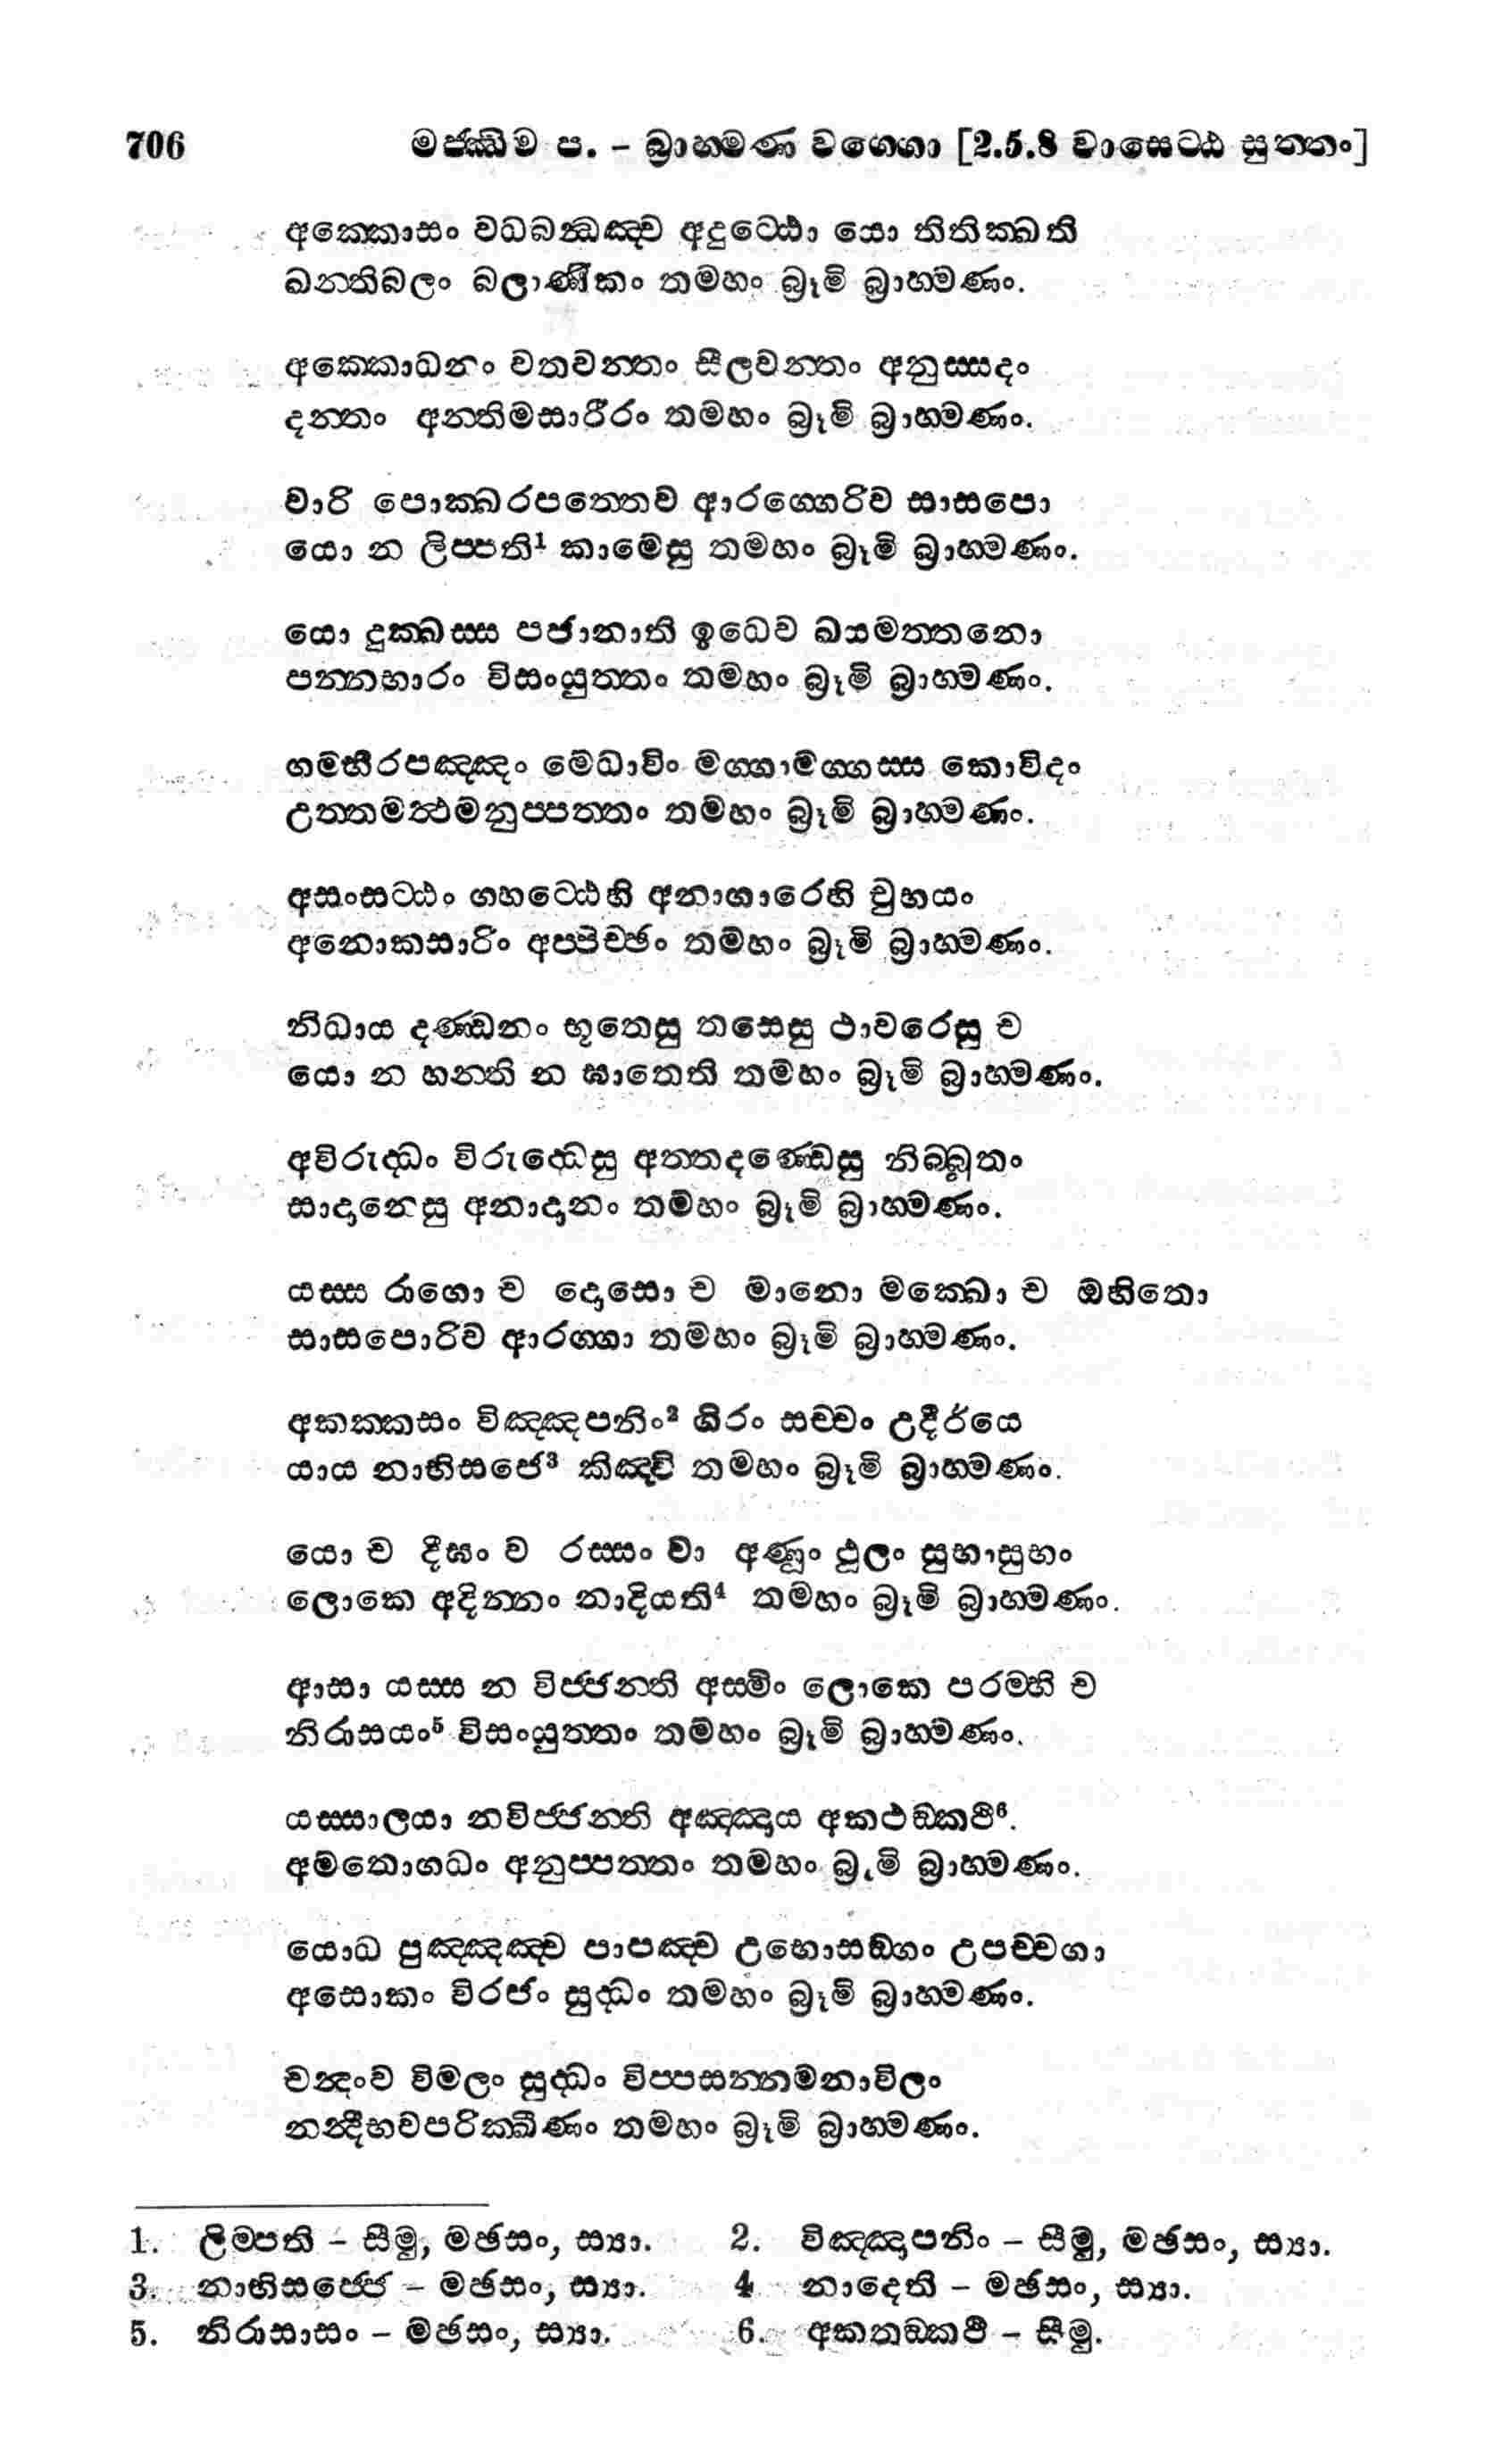 706 මජ‍්ඣිම ප. – බ්‍රාහ‍්මණ වග‍්ගො [2.5.8 වාසෙට‍්ඨ සුත‍්තං]
අක‍්කොසං වධබන්‍ධඤ‍්ච අදුට‍්ඨො යො තිතික‍්ඛති
ඛන‍්තිබලං බලාණීකං තමහං බ්‍රෑමි බ්‍රාහ‍්මණං.
අක‍්කොධනං වතවන‍්තං සීලවන‍්තං අනුස‍්සදං
දන‍්තං අන‍්තිමසාරීරං තමහං බ්‍රෑමි බ්‍රාහ‍්මණං.
වාරි පොක‍්ඛරපත‍්තෙව ආරග‍්ගෙරිව සාසපො
යො න ලිප‍්පති¹ කාමෙසු තමහං බ්‍රෑමි බ්‍රාහ‍්මණං.
යො දුක‍්ඛස‍්ස පජානාති ඉධෙව ඛයමත‍්තනො
පන‍්නභාරං විසංයුත‍්තං තමහං බ්‍රෑමි බ්‍රාහ‍්මණං.
ගම‍්භීරපඤ‍්ඤං මෙධාවිං මග‍්ගාමග‍්ගස‍්ස කොවිදං
උත‍්තමත්‍ථමනුප‍්පත‍්තං තමහං බ්‍රෑමි බ්‍රාහ‍්මණං.
අසංසට‍්ඨං ගහට‍්ඨෙහි අනාගාරෙහි චුභයං
අනොකසාරිං අප‍්පිච‍්ඡං තමහං බ්‍රෑමි බ්‍රාහ‍්මණං.
නිධාය දණ‍්ඩනං භූතෙසු තසෙසු ථාවරෙසු ච
යො න හන‍්ති න ඝාතෙති තමහං බ්‍රෑමි බ්‍රාහ‍්මණං.
අවිරුද‍්ධං විරුද‍්ධෙසු අත‍්තදණ‍්ඩෙසු නිබ‍්බුතං
සාදානෙසු අනාදානං තමහං බ්‍රෑමි බ්‍රාහ‍්මණං.
යස‍්ස රාගො ච දොසො ච මානො මක‍්ඛො ච ඔහිතො
සාසපොරිව ආරග‍්ගා තමහං බ්‍රෑමි බ්‍රාහ‍්මණං.
අකක‍්කසං විඤ‍්ඤපනිං² ගිරං සච‍්චං උදීරයෙ
යාය නාභිසජෙ³ කිඤ‍්චි තමහං බ්‍රෑමි බ්‍රාහ‍්මණං.
යො ච දීඝං ව රස‍්සං වා අණුං ථූලං සුභාසුභං
ලොකෙ අදින‍්නං නාදියති⁴ තමහං බ්‍රෑමි බ්‍රාහ‍්මණං.
ආසා යස‍්ස න විජ‍්ජන‍්ති අස‍්මිං ලොකෙ පරම‍්හි ච
නිරාසයං⁵ විසංයුත‍්තං තමහං බ්‍රෑමි බ්‍රාහ‍්මණං.
යස‍්සාලයා නවිජ‍්ජන‍්ති අඤ‍්ඤාය අකථඞ‍්කථි⁶.
අමතොගධං අනුප‍්පත‍්තං තමහං බ්‍රෑමි බ්‍රාහ‍්මණං.
යොධ පුඤ‍්ඤඤ‍්ච පාපඤ‍්ච උභොසඞ‍්ගං උපච‍්චගා
අසොකං විරජං සුද‍්ධං තමහං බ්‍රෑමි බ්‍රාහ‍්මණං.
චන්‍දංව විමලං සුද‍්ධං විප‍්පසන‍්නමනාවිලං
නන්‍දීභවපරික‍්ඛීණං තමහං බ්‍රෑමි බ්‍රාහ‍්මණං.
1. ලිම‍්පති – සීමු, මඡසං, ස්‍යා. 2. විඤ‍්ඤාපනිං – සීමු, මඡසං, ස්‍යා.
3. නාභිසජ‍්ජෙ – මඡසං, ස්‍යා. 4 නාදෙති – මඡසං, ස්‍යා.
5. නිරාසාසං – මඡසං, ස්‍යා. 6. අකතඞ‍්කථි – සීමු.